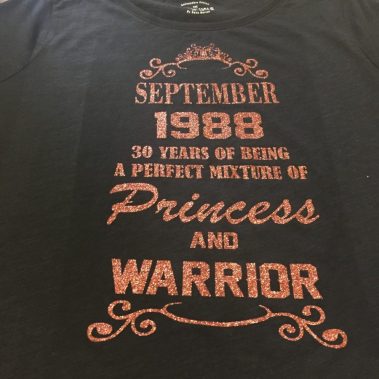 SEPTEMBER
1988
30 YEARS OF BEING
A PERFECT MIXTURE OF
Princess
AND
WARRIOR